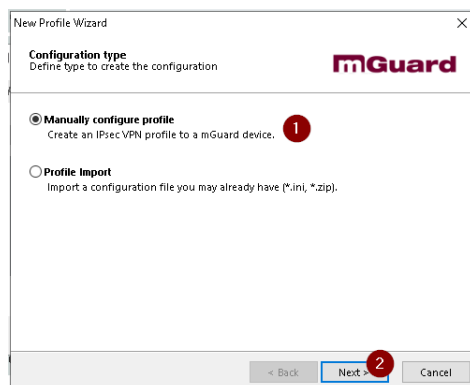 New Profile Wizard
Configuration type
Define type to create the configuration
mGuard
Manually configure profile
Create an IPsec VPN profile to a mGuard device.
1
Profile Import
Import a configuration file you may already have (*.ini, *.zip).
2
< Back
Next >
Cancel